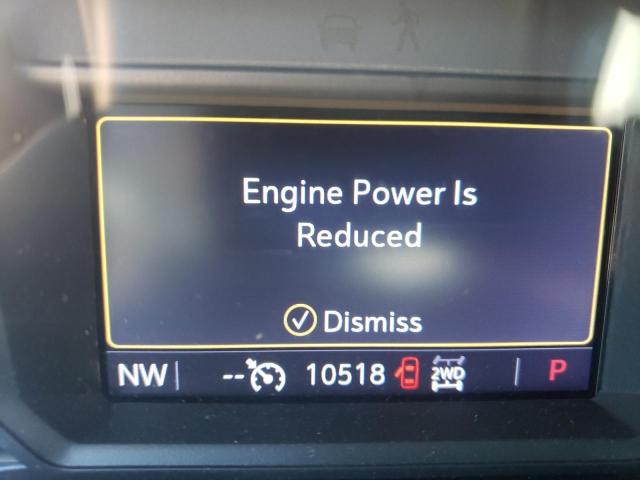 Engine Power Is
Reduced
Dismiss
NW -- 10518 2WD P